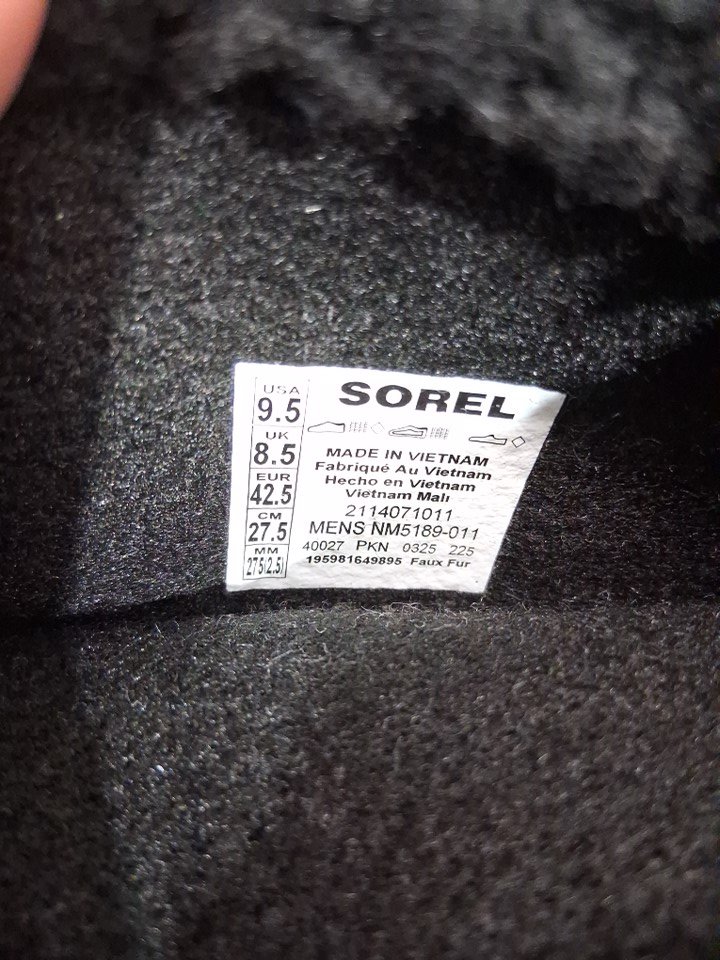 USA
9.5
UK
8.5
EUR
42.5
CM
27.5
MM
275(2.5)
SOREL
MADE IN VIETNAM
Fabriqué Au Vietnam
Hecho en Vietnam
Vietnam Malı
2114071011
MENS NM5189-011
40027 PKN 0325 225
195981649895 Faux Fur